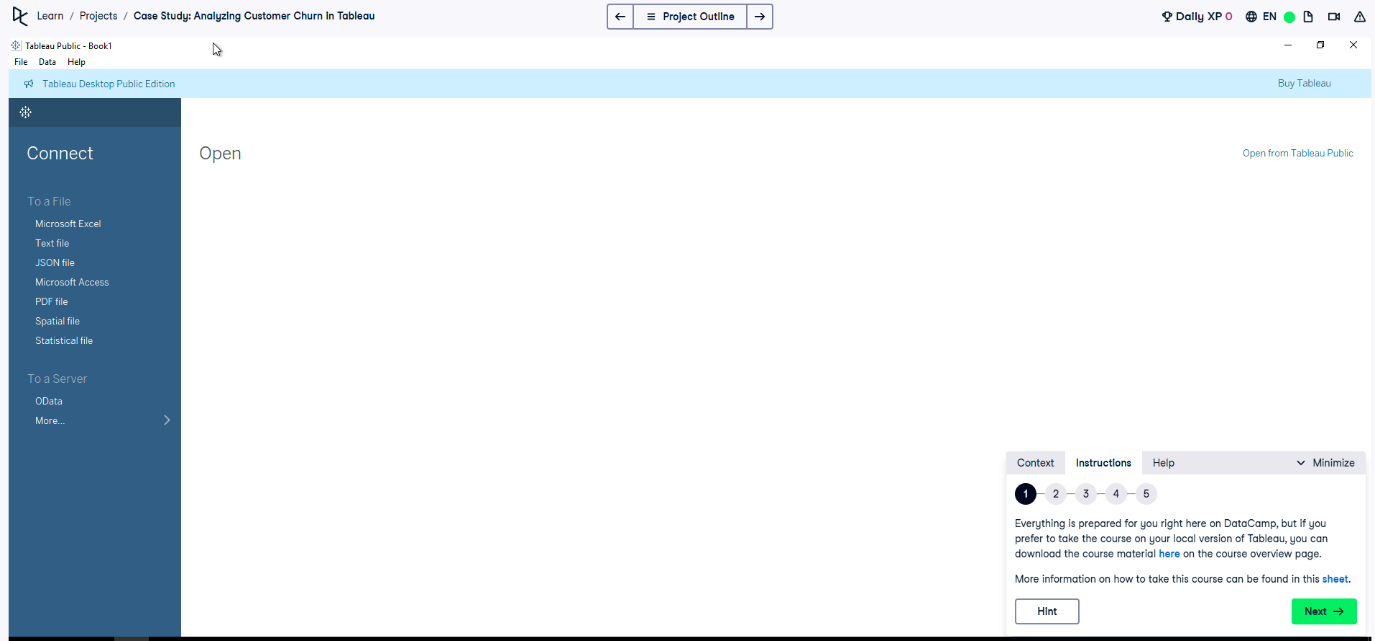 Learn / Projects / Case Study: Analyzing Customer Churn in Tableau
Project Outline
Daily XP 0
EN
Tableau Public - Book1
File Data Help
Tableau Desktop Public Edition
Buy Tableau
Connect
Open
Open from Tableau Public
To a File
Microsoft Excel
Text file
JSON file
Microsoft Access
PDF file
Spatial file
Statistical file
To a Server
OData
More...
Context Instructions Help Minimize
1 2 3 4 5
Everything is prepared for you right here on DataCamp, but if you
prefer to take the course on your local version of Tableau, you can
download the course material here on the course overview page.
More information on how to take this course can be found in this sheet.
Hint
Next